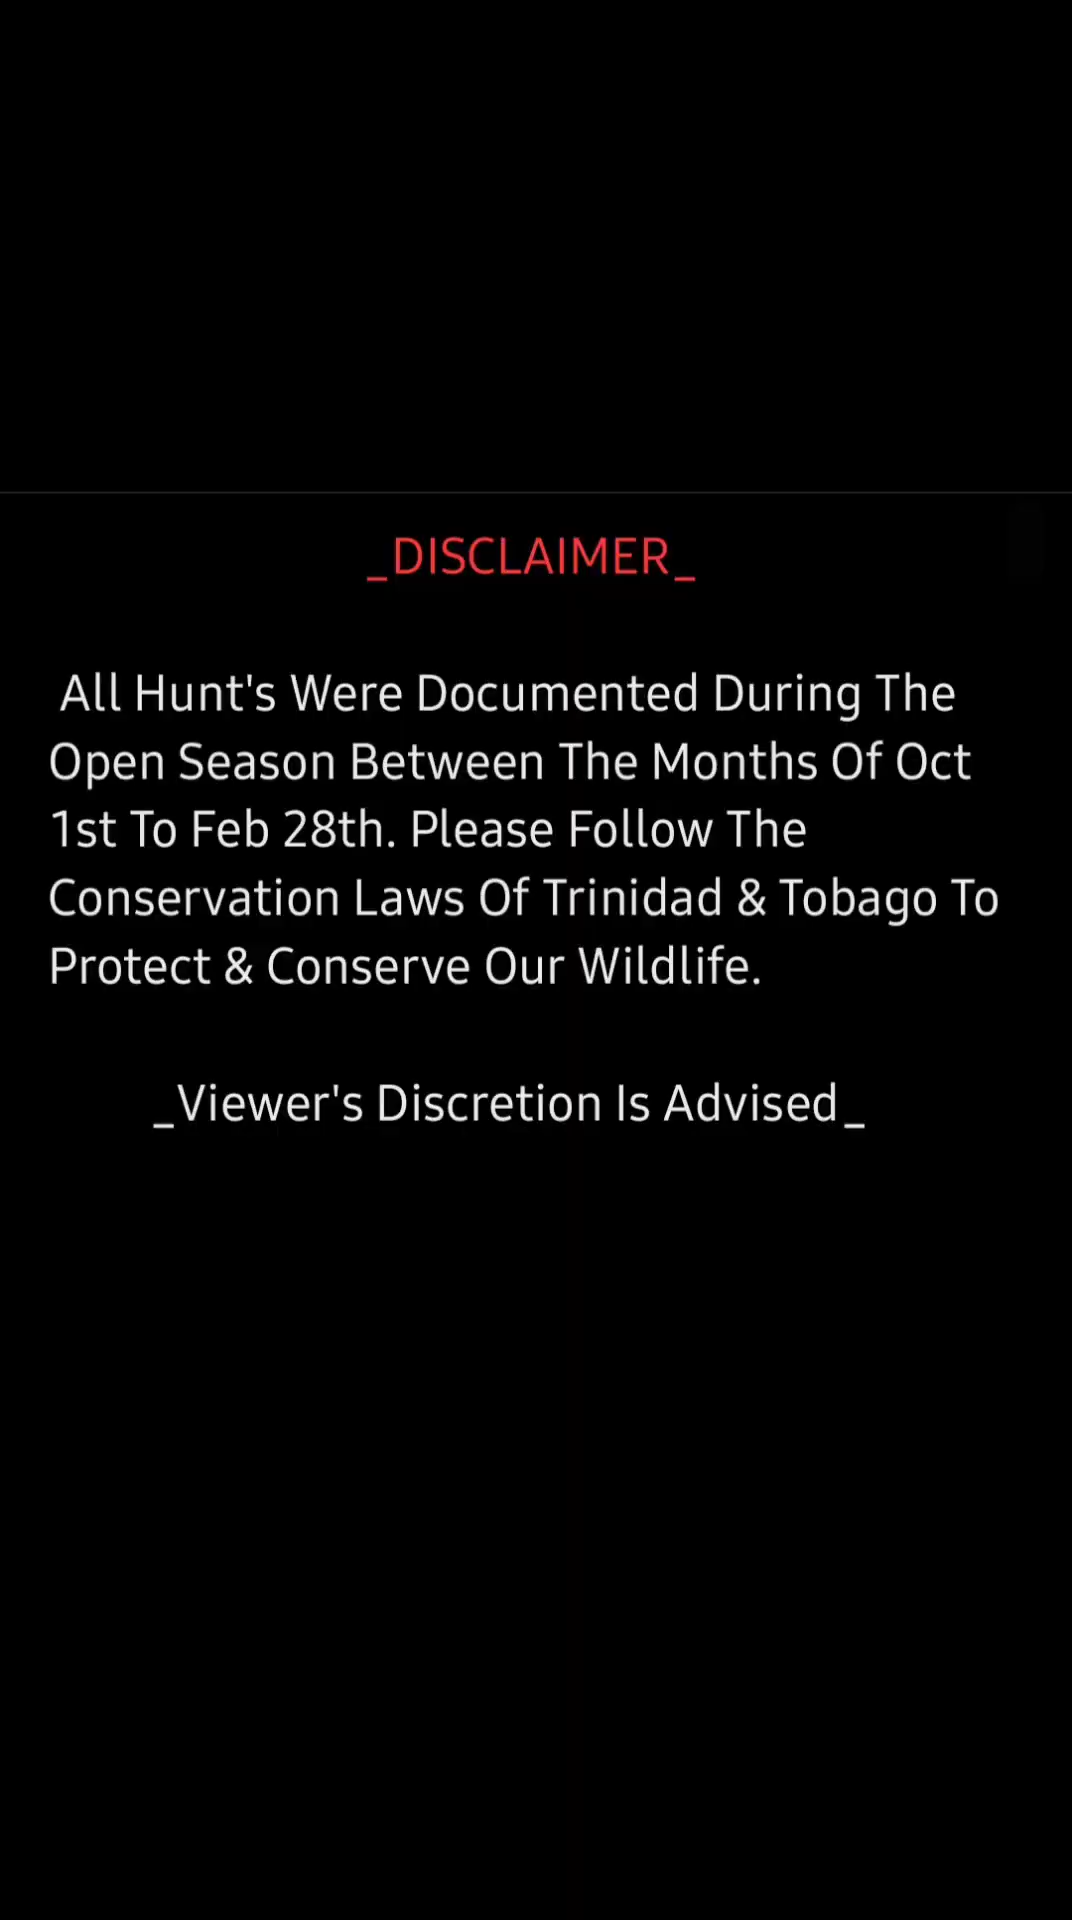 _DISCLAIMER_
All Hunt's Were Documented During The
Open Season Between The Months Of Oct
1st To Feb 28th. Please Follow The
Conservation Laws Of Trinidad & Tobago To
Protect & Conserve Our Wildlife.
_Viewer's Discretion Is Advised_